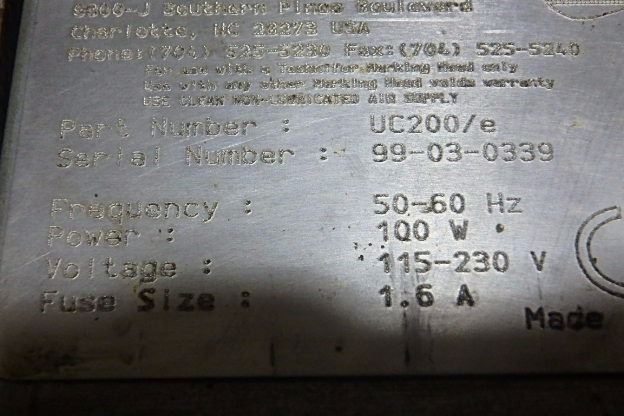 Southern Pines Boulevard
Charlotte, NC 28273 USA
Phone:(704) 525-5230 Fax:(704) 525-5240
For use with a Telesis Marking Head only
Use with any other Marking Head voids warranty
USE CLEAN NON-LUBRICATED AIR SUPPLY
Part Number : UC200/e
Serial Number : 99-03-0339
Frequency : 50-60 Hz
Power : 100 W
Voltage : 115-230 V
Fuse Size : 1.6 A
Made